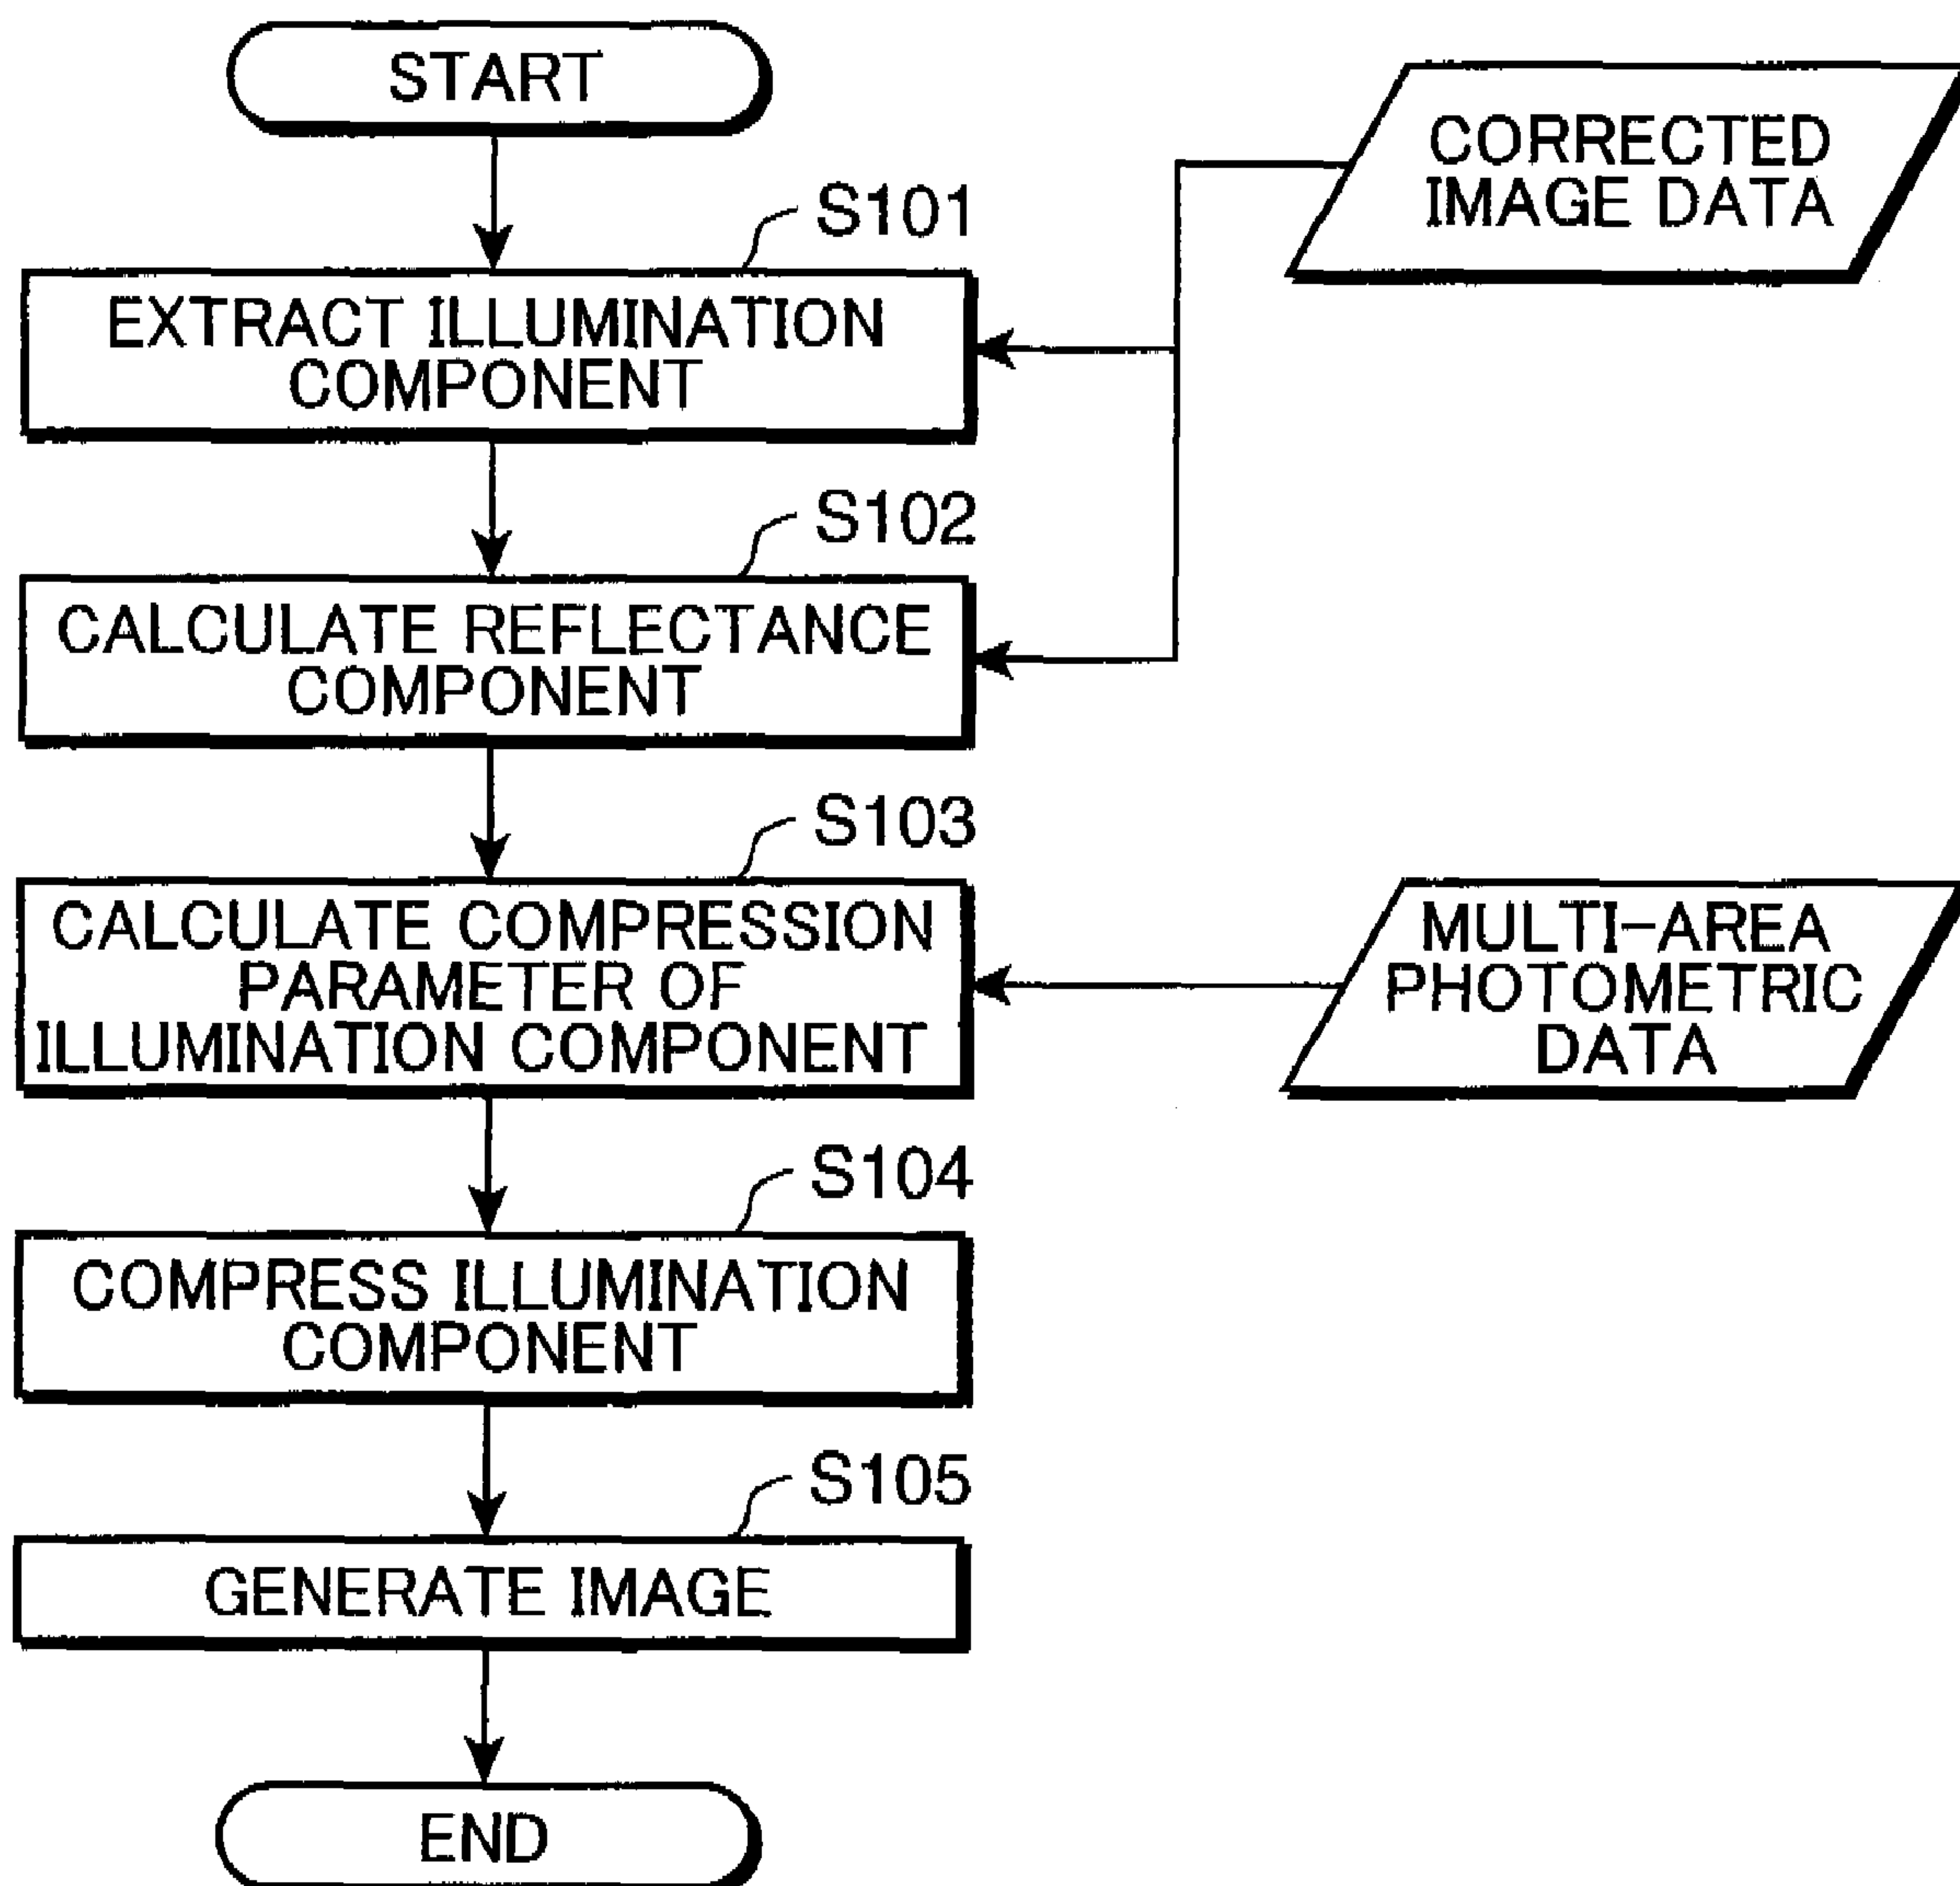 START
CORRECTED
IMAGE DATA
S101
EXTRACT ILLUMINATION
COMPONENT
S102
CALCULATE REFLECTANCE
COMPONENT
S103
CALCULATE COMPRESSION
PARAMETER OF
ILLUMINATION COMPONENT
MULTI-AREA
PHOTOMETRIC
DATA
S104
COMPRESS ILLUMINATION
COMPONENT
S105
GENERATE IMAGE
END